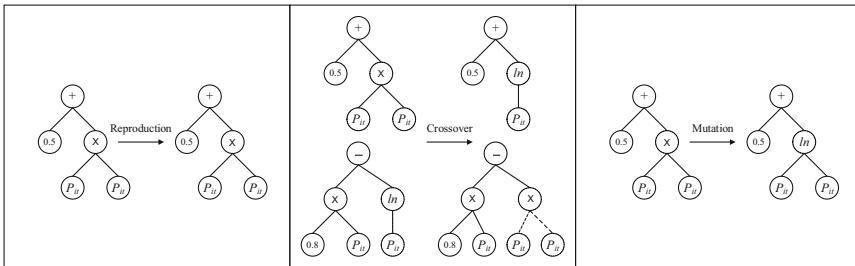 + +
0.5 X Reproduction 0.5 X
P_it P_it P_it P_it
+ +
0.5 X 0.5 ln
P_it P_it P_it
Crossover
− −
X ln X X
0.8 P_it P_it 0.8 P_it P_it P_it
+ +
0.5 X Mutation 0.5 ln
P_it P_it P_it P_it